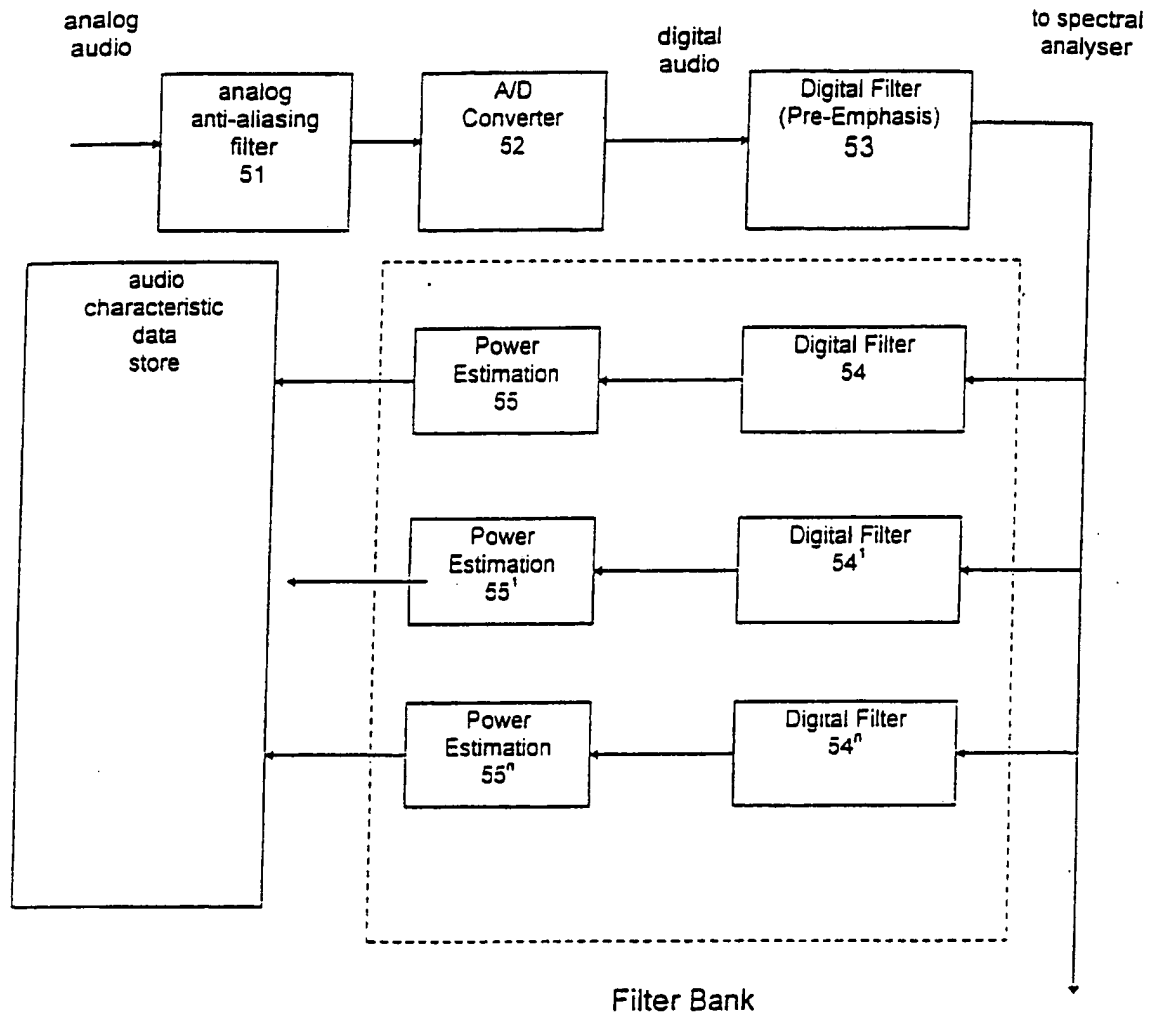 analog
audio
digital
audio
to spectral
analyser
analog
anti-aliasing
filter
51
A/D
Converter
52
Digital Filter
(Pre-Emphasis)
53
audio
characteristic
data
store
Power
Estimation
55
Digital Filter
54
Power
Estimation
55¹
Digital Filter
54¹
Power
Estimation
55ⁿ
Digital Filter
54ⁿ
Filter Bank